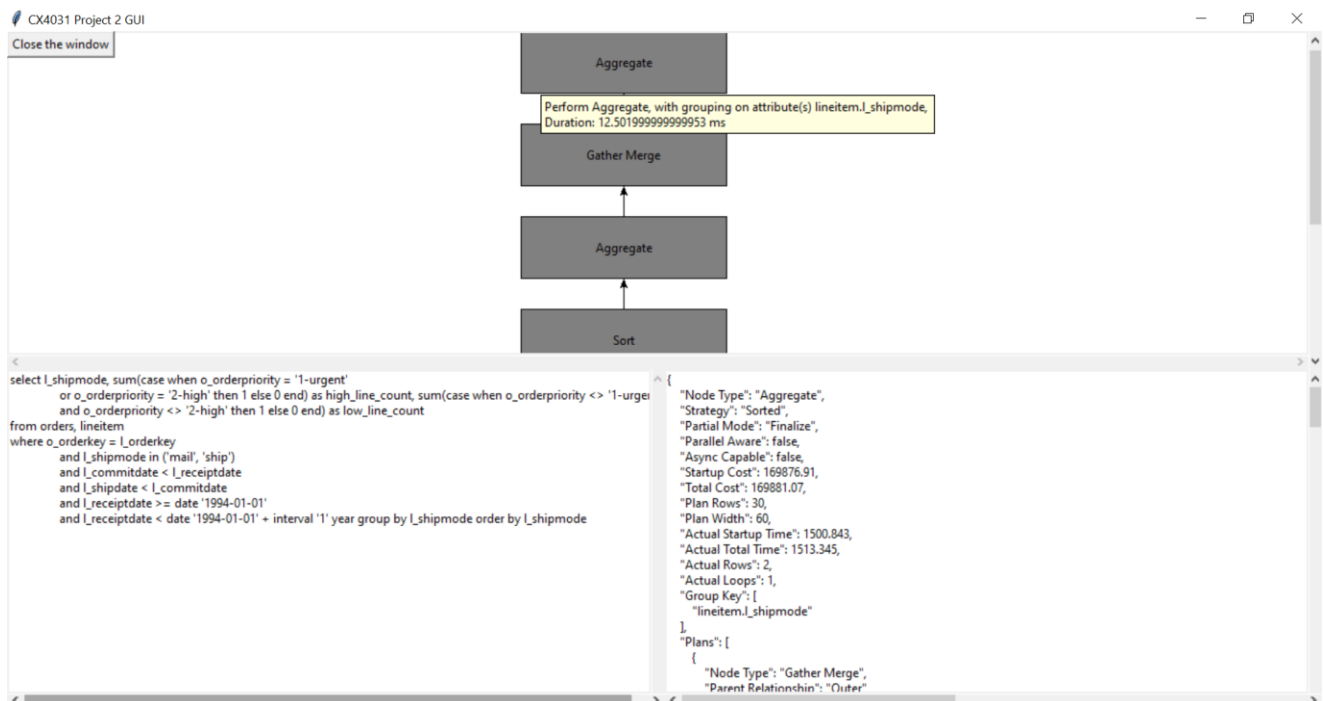 CX4031 Project 2 GUI
Close the window
Aggregate
Perform Aggregate, with grouping on attribute(s) lineitem.l_shipmode,
Duration: 12.501999999999953 ms
Gather Merge
Aggregate
Sort
select l_shipmode, sum(case when o_orderpriority = '1-urgent'
or o_orderpriority = '2-high' then 1 else 0 end) as high_line_count, sum(case when o_orderpriority <> '1-urge
and o_orderpriority <> '2-high' then 1 else 0 end) as low_line_count
from orders, lineitem
where o_orderkey = l_orderkey
and l_shipmode in ('mail', 'ship')
and l_commitdate < l_receiptdate
and l_shipdate < l_commitdate
and l_receiptdate >= date '1994-01-01'
and l_receiptdate < date '1994-01-01' + interval '1' year group by l_shipmode order by l_shipmode
{
"Node Type": "Aggregate",
"Strategy": "Sorted",
"Partial Mode": "Finalize",
"Parallel Aware": false,
"Async Capable": false,
"Startup Cost": 169876.91,
"Total Cost": 169881.07,
"Plan Rows": 30,
"Plan Width": 60,
"Actual Startup Time": 1500.843,
"Actual Total Time": 1513.345,
"Actual Rows": 2,
"Actual Loops": 1,
"Group Key": [
"lineitem.l_shipmode"
],
"Plans": [
{
"Node Type": "Gather Merge",
"Parent Relationship": "Outer"